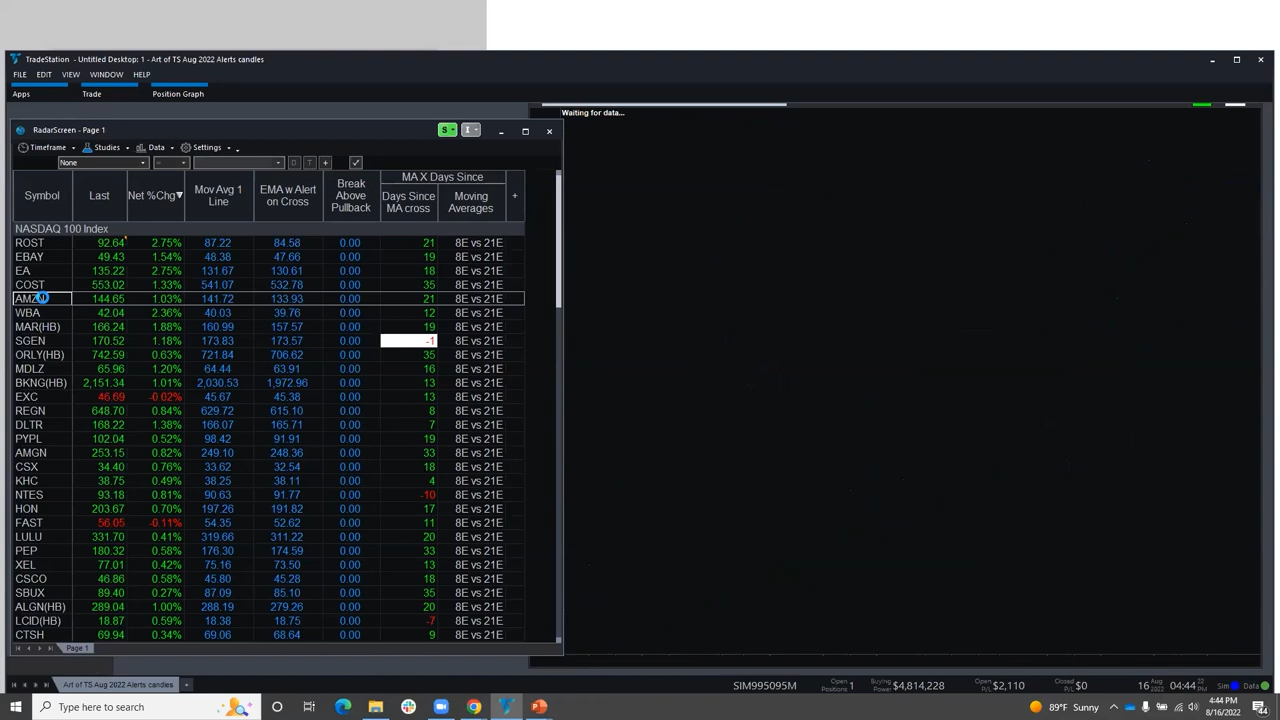 TradeStation - Untitled Desktop: 1 - Art of TS Aug 2022 Alerts candles
FILE EDIT VIEW WINDOW HELP
Apps Trade Position Graph
Waiting for data...
RadarScreen - Page 1 S I
Timeframe Studies Data Settings
None = D T +
Symbol Last Net %Chg Mov Avg 1 Line EMA w Alert on Cross Break Above Pullback MA X Days Since Days Since MA cross Moving Averages +
NASDAQ 100 Index
ROST 92.64 2.75% 87.22 84.58 0.00 21 8E vs 21E
EBAY 49.43 1.54% 48.38 47.66 0.00 19 8E vs 21E
EA 135.22 2.75% 131.67 130.61 0.00 18 8E vs 21E
COST 553.02 1.33% 541.07 532.78 0.00 35 8E vs 21E
AMZN 144.65 1.03% 141.72 133.93 0.00 21 8E vs 21E
WBA 42.04 2.36% 40.03 39.76 0.00 12 8E vs 21E
MAR(HB) 166.24 1.88% 160.99 157.57 0.00 19 8E vs 21E
SGEN 170.52 1.18% 173.83 173.57 0.00 -1 8E vs 21E
ORLY(HB) 742.59 0.63% 721.84 706.62 0.00 35 8E vs 21E
MDLZ 65.96 1.20% 64.44 63.91 0.00 16 8E vs 21E
BKNG(HB) 2,151.34 1.01% 2,030.53 1,972.96 0.00 13 8E vs 21E
EXC 46.69 -0.02% 45.67 45.38 0.00 13 8E vs 21E
REGN 648.70 0.84% 629.72 615.10 0.00 8 8E vs 21E
DLTR 168.22 1.38% 166.07 165.71 0.00 7 8E vs 21E
PYPL 102.04 0.52% 98.42 91.91 0.00 19 8E vs 21E
AMGN 253.15 0.82% 249.10 248.36 0.00 33 8E vs 21E
CSX 34.40 0.76% 33.62 32.54 0.00 18 8E vs 21E
KHC 38.75 0.49% 38.25 38.11 0.00 4 8E vs 21E
NTES 93.18 0.81% 90.63 91.77 0.00 -10 8E vs 21E
HON 203.67 0.70% 197.26 191.82 0.00 17 8E vs 21E
FAST 56.05 -0.11% 54.35 52.62 0.00 11 8E vs 21E
LULU 331.70 0.41% 319.66 311.22 0.00 20 8E vs 21E
PEP 180.32 0.58% 176.30 174.59 0.00 33 8E vs 21E
XEL 77.01 0.42% 75.16 73.50 0.00 13 8E vs 21E
CSCO 46.86 0.58% 45.80 45.28 0.00 18 8E vs 21E
SBUX 89.40 0.27% 87.29 85.10 0.00 35 8E vs 21E
ALGN(HB) 289.04 1.00% 288.19 279.26 0.00 20 8E vs 21E
LCID(HB) 18.87 0.59% 18.38 18.75 0.00 -7 8E vs 21E
CTSH 69.94 0.34% 69.06 68.64 0.00 9 8E vs 21E
Page 1
Art of TS Aug 2022 Alerts candles + SIM995095M Open Positions 1 Buying Power $4,814,228 Open P/L $2,110 Closed P/L $0 16 Aug 2022 04:44 22 PM Sim Data
Type here to search 89°F Sunny 4:44 PM 8/16/2022 44